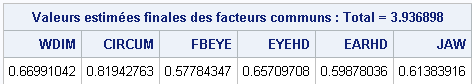 Valeurs estimées finales des facteurs communs : Total = 3.936898
WDIM CIRCUM FBEYE EYEHD EARHD JAW
0.66991042 0.81942763 0.57784347 0.65709708 0.59878036 0.61383916